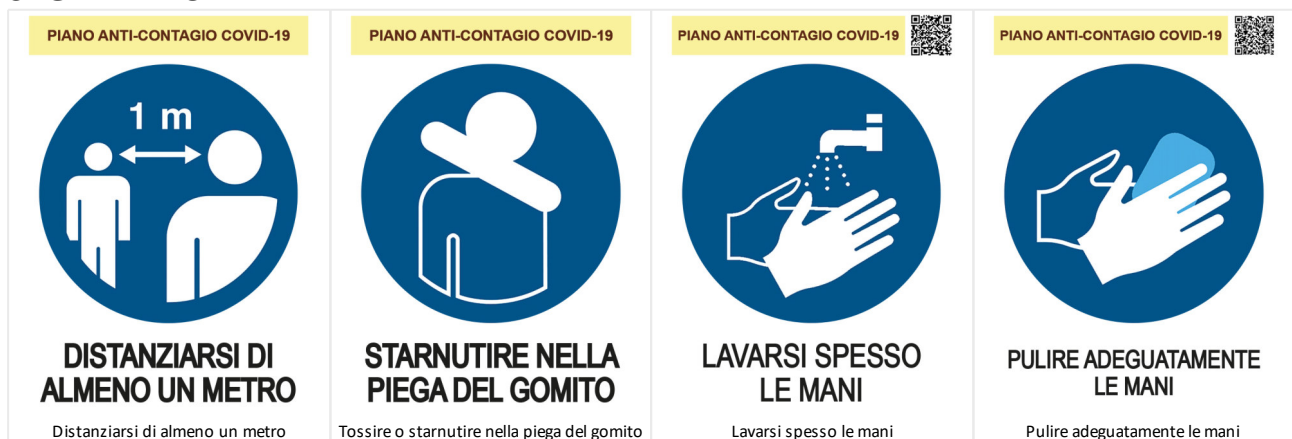 PIANO ANTI-CONTAGIO COVID-19
1 m
DISTANZIARSI DI
ALMENO UN METRO
Distanziarsi di almeno un metro
PIANO ANTI-CONTAGIO COVID-19
STARNUTIRE NELLA
PIEGA DEL GOMITO
Tossire o starnutire nella piega del gomito
PIANO ANTI-CONTAGIO COVID-19
LAVARSI SPESSO
LE MANI
Lavarsi spesso le mani
PIANO ANTI-CONTAGIO COVID-19
PULIRE ADEGUATAMENTE
LE MANI
Pulire adeguatamente le mani